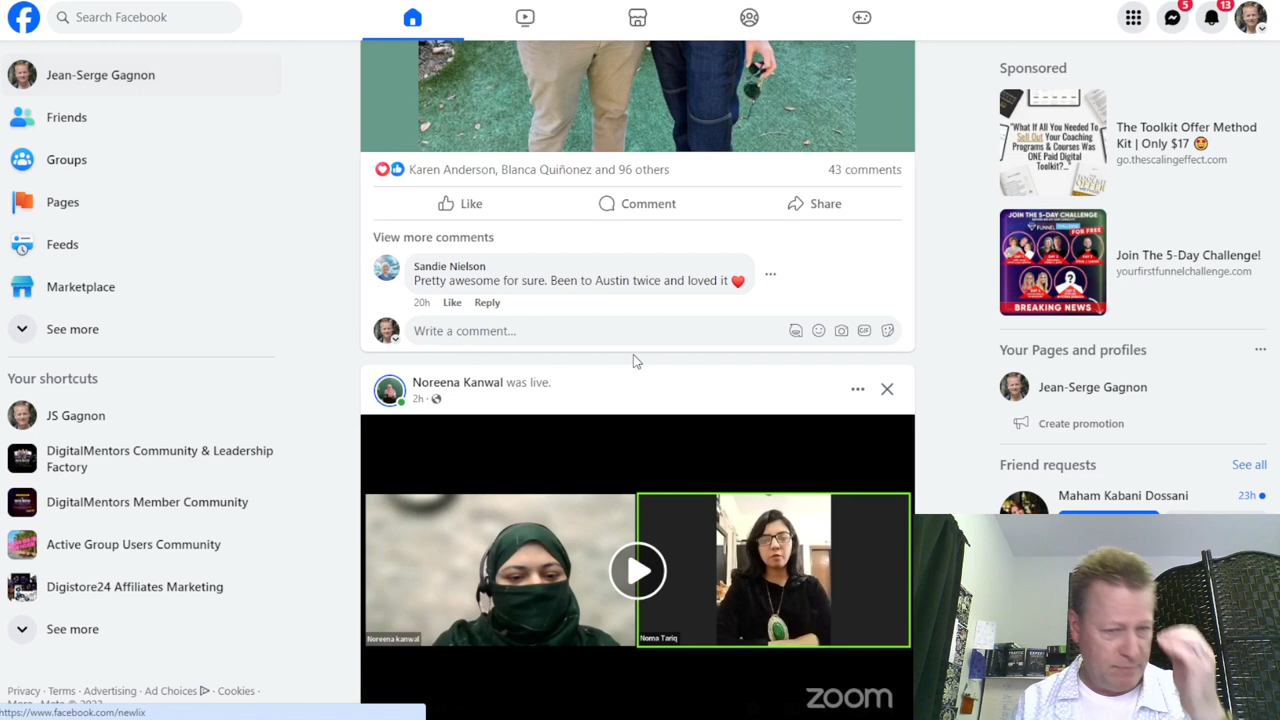 Search Facebook
5
13
Jean-Serge Gagnon
Friends
Groups
Pages
Feeds
Marketplace
See more
Your shortcuts
JS Gagnon
DigitalMentors Community & Leadership
Factory
DigitalMentors Member Community
Active Group Users Community
Digistore24 Affiliates Marketing
See more
Privacy · Terms · Advertising · Ad Choices · Cookies ·
https://www.facebook.com/newlix
Karen Anderson, Blanca Quiñonez and 96 others
43 comments
Like
Comment
Share
View more comments
Sandie Nielson
Pretty awesome for sure. Been to Austin twice and loved it ❤️
20h Like Reply
Write a comment...
GIF
Noreena Kanwal was live.
2h ·
Noreena kanwal
Noma Tariq
zoom
Sponsored
"What If All You Needed To
Sell Out Your Coaching
Programs & Courses Was
ONE Paid Digital
Toolkit?..."
The Toolkit Offer Method
Kit | Only $17 🤩
go.thescalingeffect.com
JOIN THE 5-DAY CHALLENGE
FUNNEL
FOR FREE
BREAKING NEWS
Join The 5-Day Challenge!
yourfirstfunnelchallenge.com
Your Pages and profiles
Jean-Serge Gagnon
Create promotion
Friend requests
See all
Maham Kabani Dossani
23h